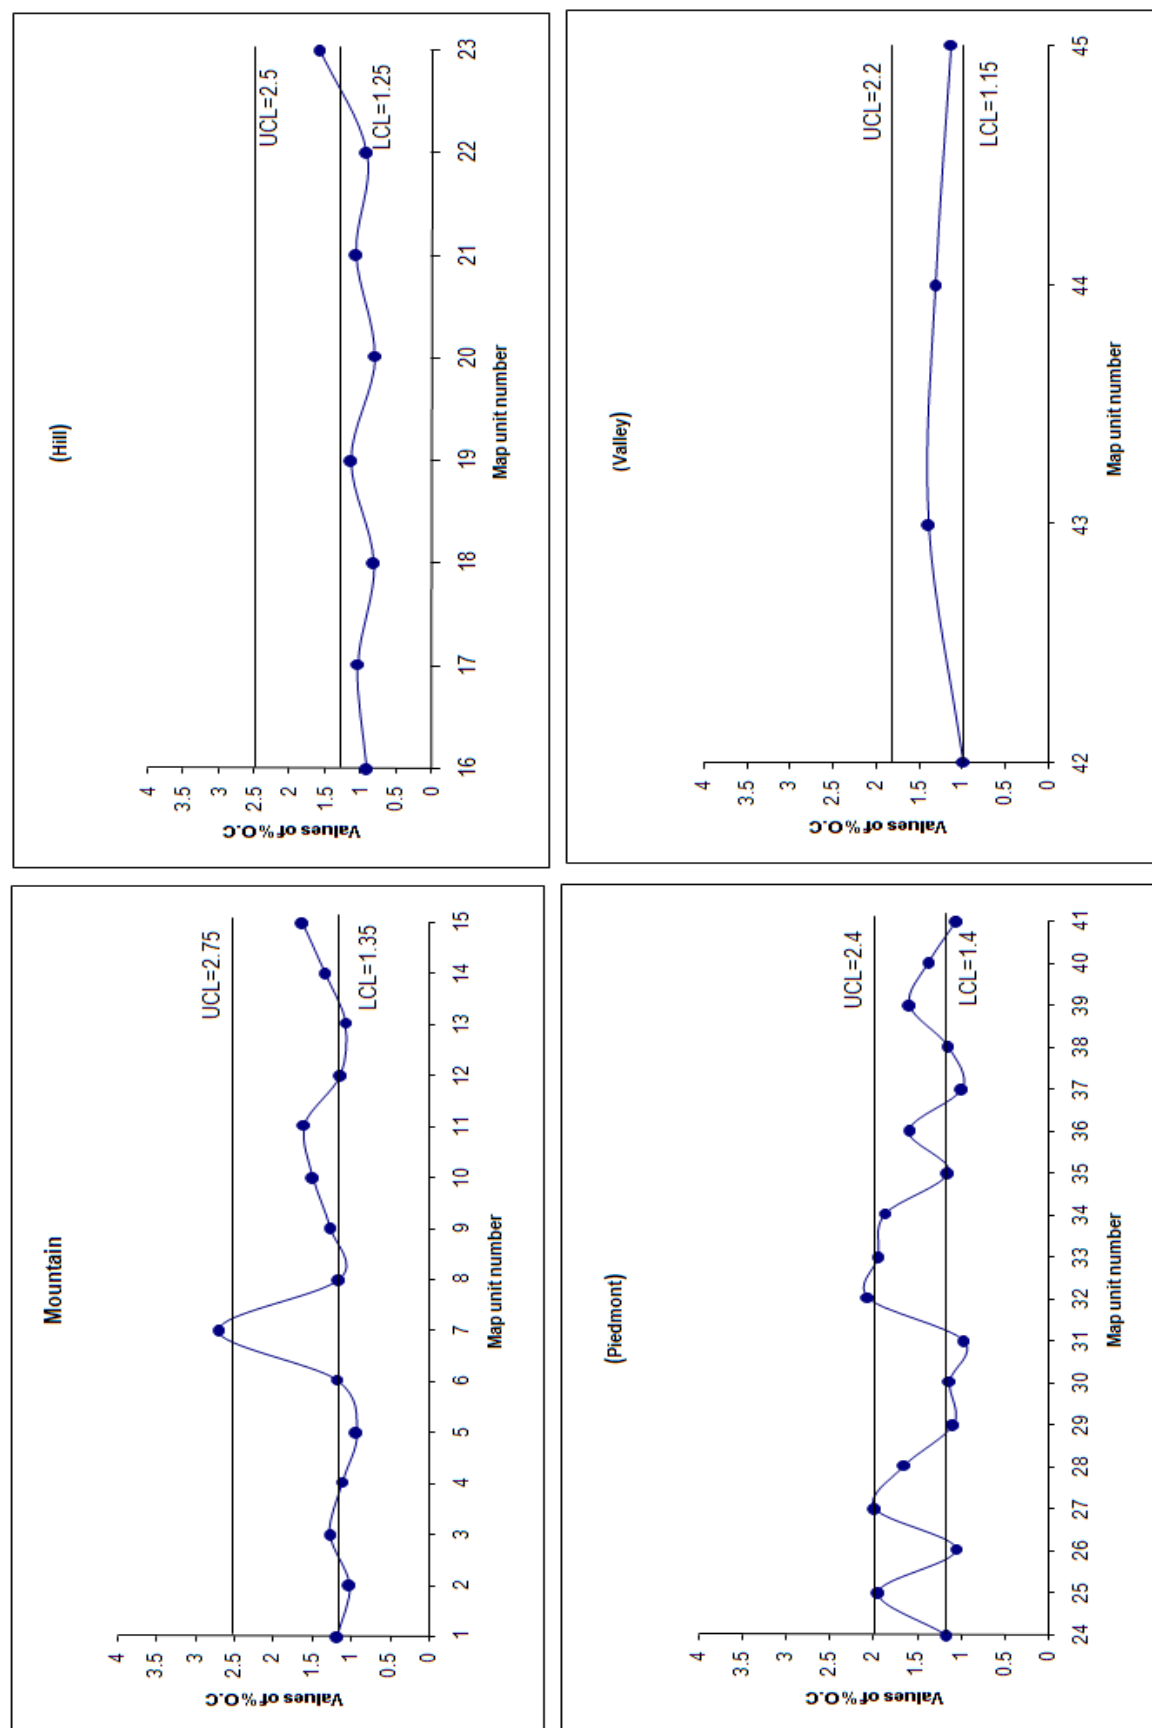 Mountain
Values of % O.C
4
3.5
3
2.5
2
1.5
1
0.5
0
UCL=2.75
LCL=1.35
1 2 3 4 5 6 7 8 9 10 11 12 13 14 15
Map unit number
(Hill)
Values of % O.C
4
3.5
3
2.5
2
1.5
1
0.5
0
UCL=2.5
LCL=1.25
16 17 18 19 20 21 22 23
Map unit number
(Piedmont)
Values of % O.C
4
3.5
3
2.5
2
1.5
1
0.5
0
UCL=2.4
LCL=1.4
24 25 26 27 28 29 30 31 32 33 34 35 36 37 38 39 40 41
Map unit number
(Valley)
Values of % O.C
4
3.5
3
2.5
2
1.5
1
0.5
0
UCL=2.2
LCL=1.15
42 43 44 45
Map unit number